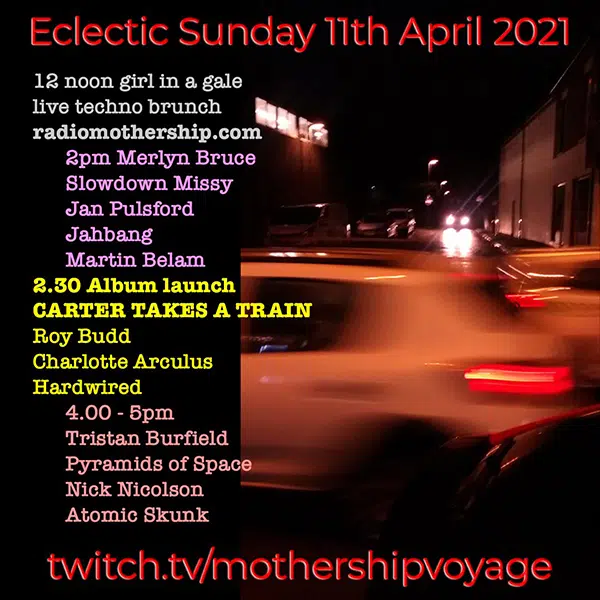 Eclectic Sunday 11th April 2021
12 noon girl in a gale
live techno brunch
radiomothership.com
2pm Merlyn Bruce
Slowdown Missy
Jan Pulsford
Jahbang
Martin Belam
2.30 Album launch
CARTER TAKES A TRAIN
Roy Budd
Charlotte Arculus
Hardwired
4.00 - 5pm
Tristan Burfield
Pyramids of Space
Nick Nicolson
Atomic Skunk
twitch.tv/mothershipvoyage